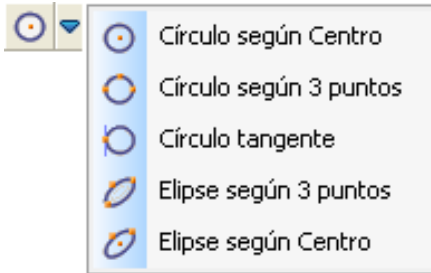 Círculo según Centro
Círculo según 3 puntos
Círculo tangente
Elipse según 3 puntos
Elipse según Centro